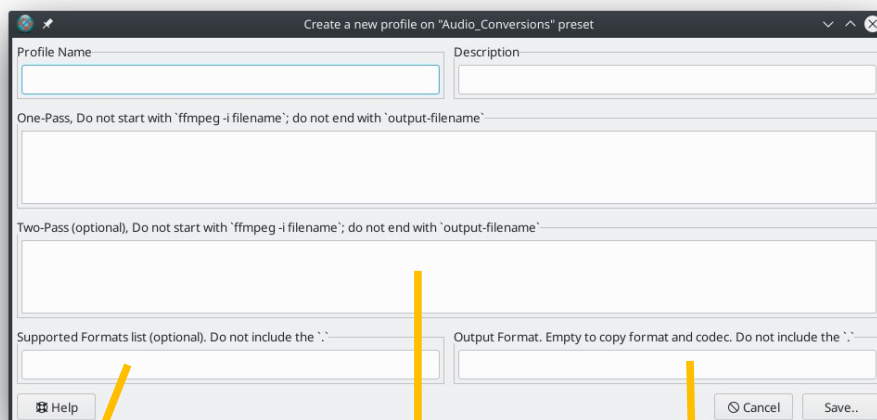 Create a new profile on "Audio_Conversions" preset
Profile Name
Description
One-Pass, Do not start with `ffmpeg -i filename`; do not end with `output-filename`
Two-Pass (optional), Do not start with `ffmpeg -i filename`; do not end with `output-filename`
Supported Formats list (optional). Do not include the `.`
Output Format. Empty to copy format and codec. Do not include the `.`
Help
Cancel
Save..